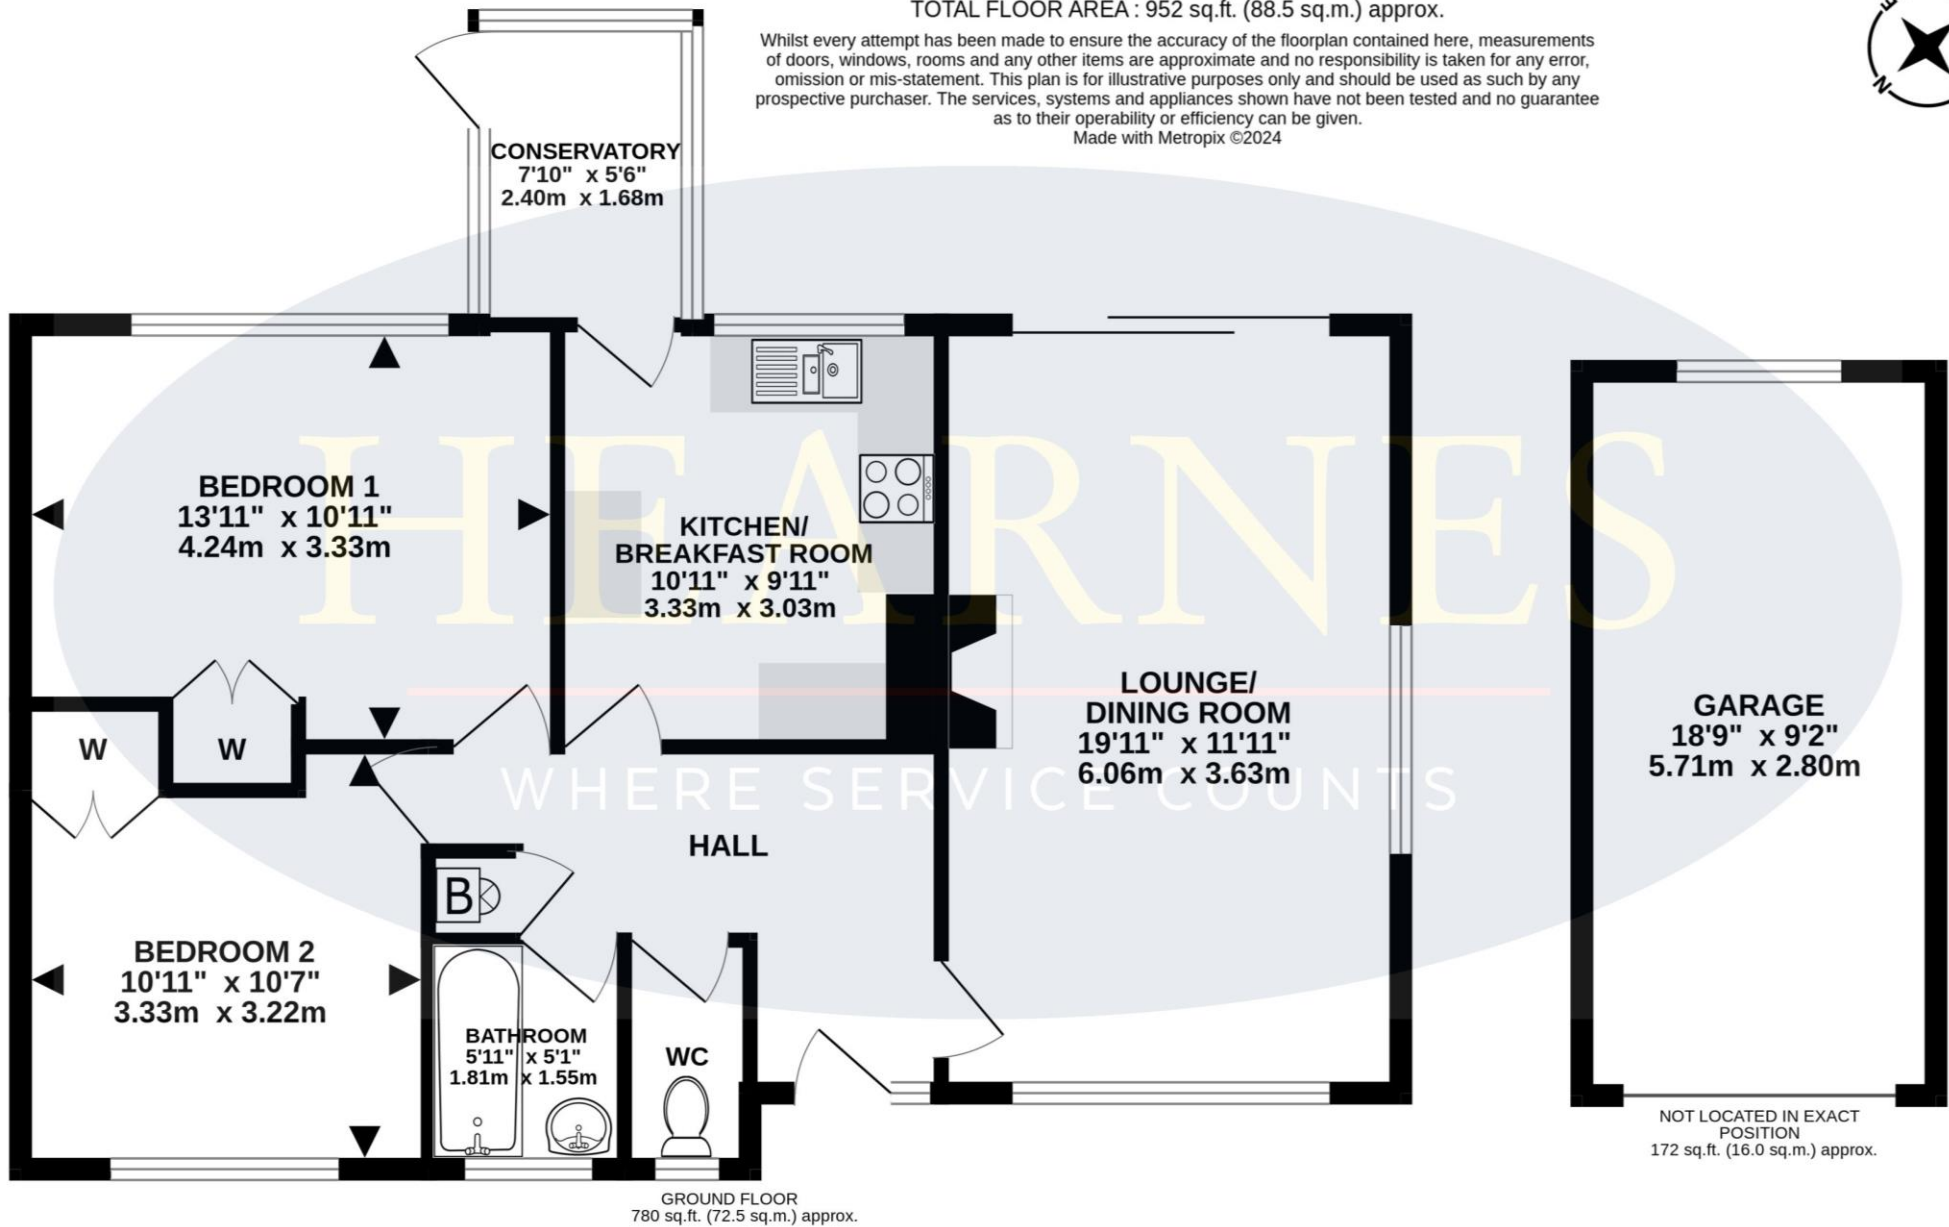 TOTAL FLOOR AREA : 952 sq.ft. (88.5 sq.m.) approx.
Whilst every attempt has been made to ensure the accuracy of the floorplan contained here, measurements
of doors, windows, rooms and any other items are approximate and no responsibility is taken for any error,
omission or mis-statement. This plan is for illustrative purposes only and should be used as such by any
prospective purchaser. The services, systems and appliances shown have not been tested and no guarantee
as to their operability or efficiency can be given.
Made with Metropix ©2024
N
CONSERVATORY
7'10" x 5'6"
2.40m x 1.68m
BEDROOM 1
13'11" x 10'11"
4.24m x 3.33m
KITCHEN/
BREAKFAST ROOM
10'11" x 9'11"
3.33m x 3.03m
LOUNGE/
DINING ROOM
19'11" x 11'11"
6.06m x 3.63m
GARAGE
18'9" x 9'2"
5.71m x 2.80m
HEARNES
WHERE SERVICE COUNTS
W
W
HALL
B
BEDROOM 2
10'11" x 10'7"
3.33m x 3.22m
BATHROOM
5'11" x 5'1"
1.81m x 1.55m
WC
NOT LOCATED IN EXACT
POSITION
172 sq.ft. (16.0 sq.m.) approx.
GROUND FLOOR
780 sq.ft. (72.5 sq.m.) approx.